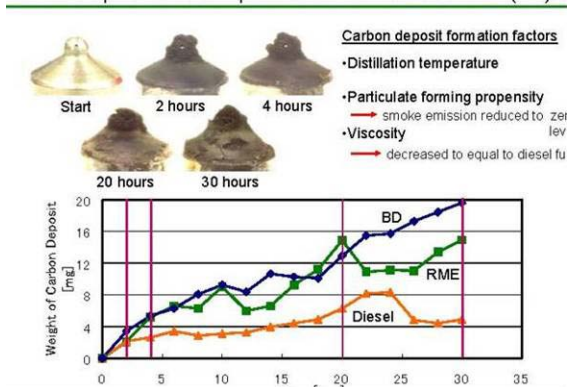 Carbon deposit formation factors
•Distillation temperature
•Particulate forming propensity
smoke emission reduced to
•Viscosity
decreased to equal to diesel fu
Start
2 hours
4 hours
20 hours
30 hours
Weight of Carbon Deposit
[mg]
20
16
12
8
4
0
BD
RME
Diesel
0
5
10
15
20
25
30
35